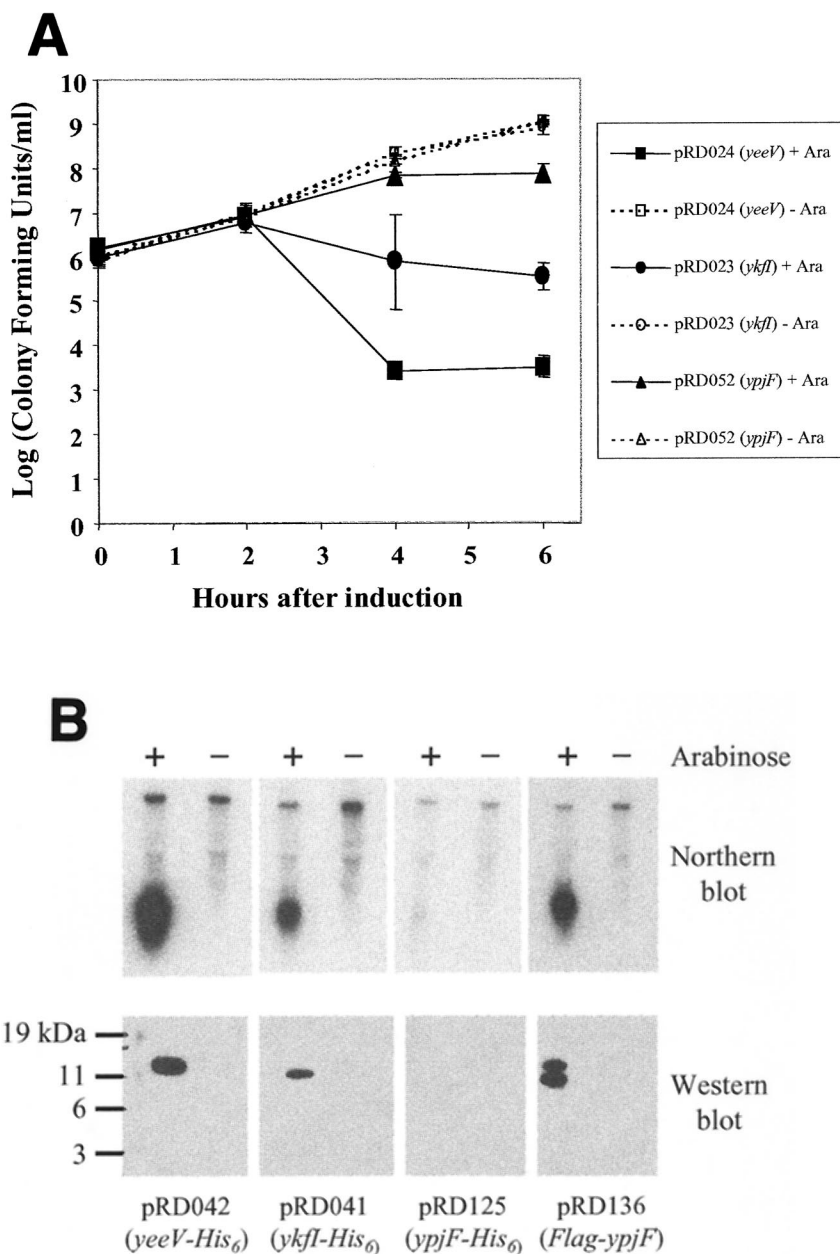 A
Log (Colony Forming Units/ml)
10
9
8
7
6
5
4
3
2
1
0
0 1 2 3 4 5 6
Hours after induction
pRD024 (yeeV) + Ara
pRD024 (yeeV) - Ara
pRD023 (ykfI) + Ara
pRD023 (ykfI) - Ara
pRD052 (ypjF) + Ara
pRD052 (ypjF) - Ara
B
+ − + − + − + − Arabinose
Northern
blot
19 kDa
11
6
3
Western
blot
pRD042 pRD041 pRD125 pRD136
(yeeV-His6) (ykfI-His6) (ypjF-His6) (Flag-ypjF)